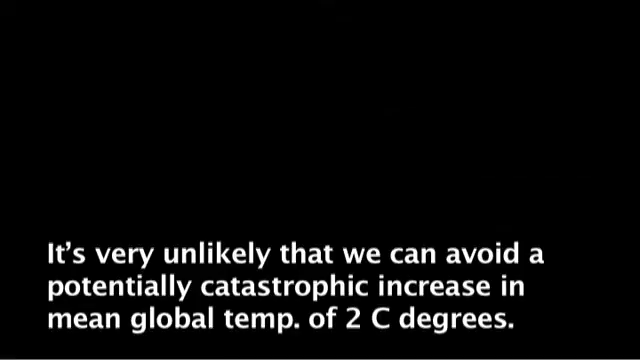 It’s very unlikely that we can avoid a
potentially catastrophic increase in
mean global temp. of 2 C degrees.